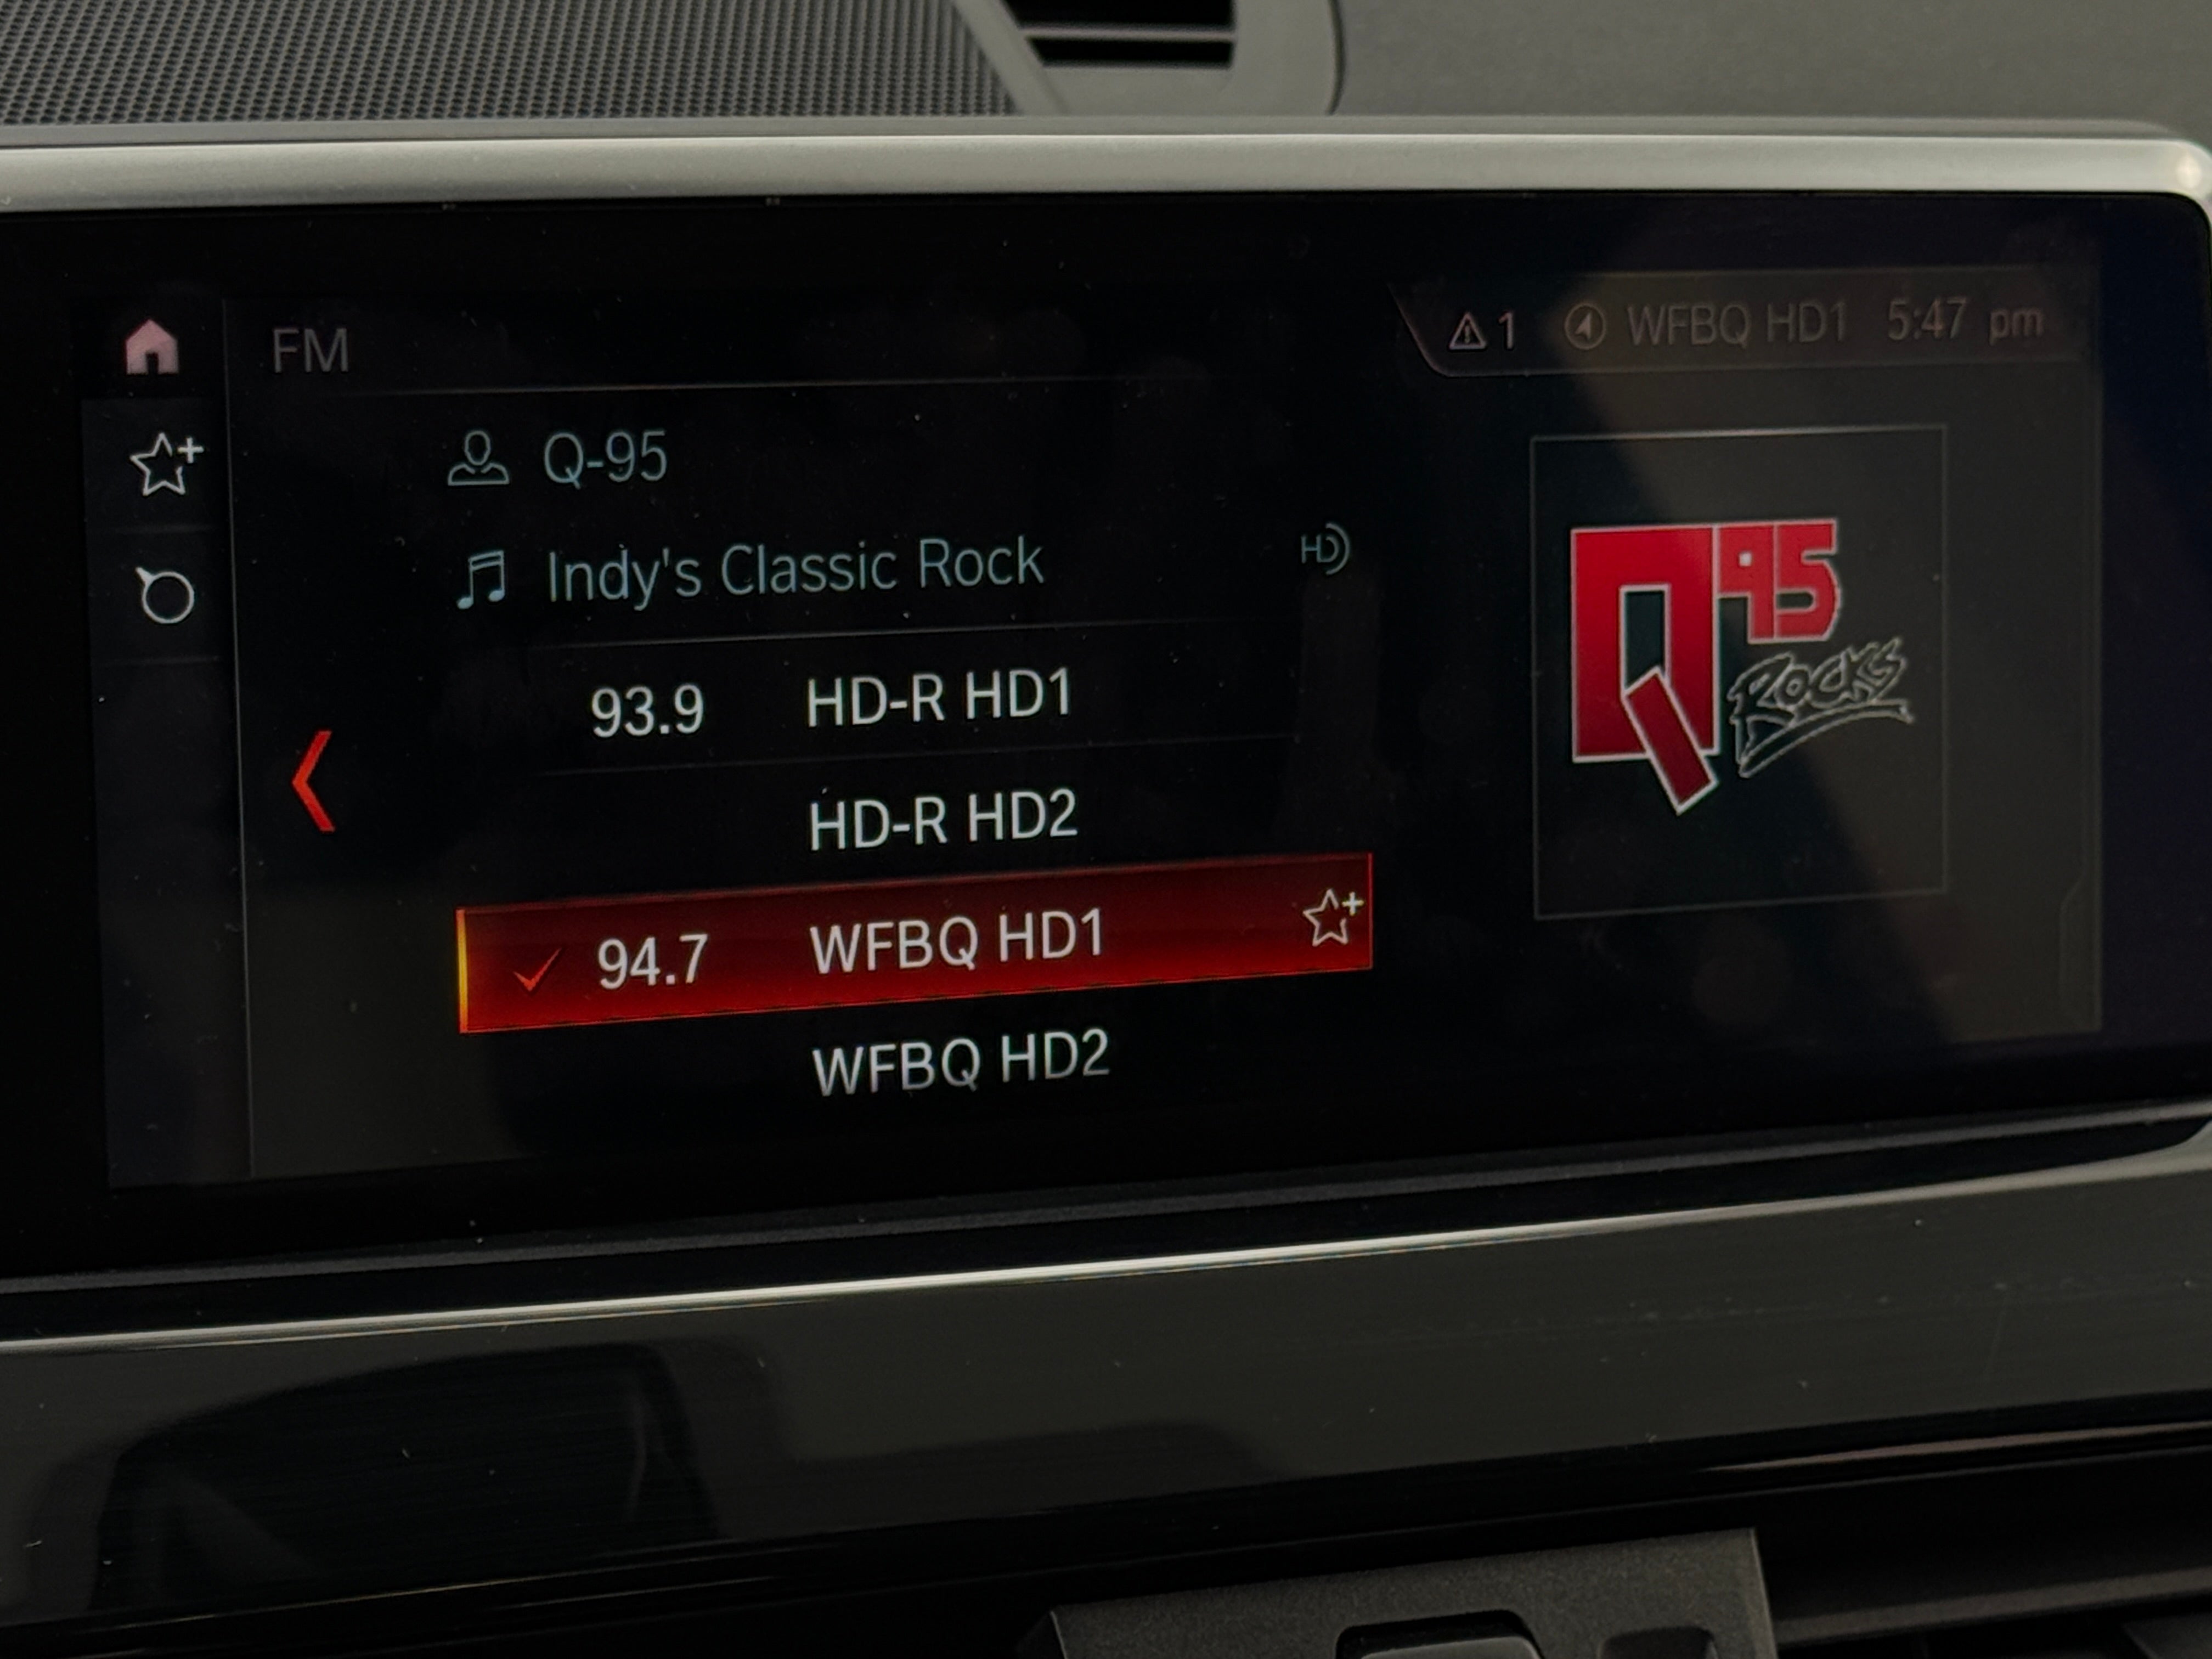 FM
1 WFBQ HD1 5:47 pm
Q-95
Indy's Classic Rock HD
93.9 HD-R HD1
HD-R HD2
94.7 WFBQ HD1
WFBQ HD2
Q95
ROCKS